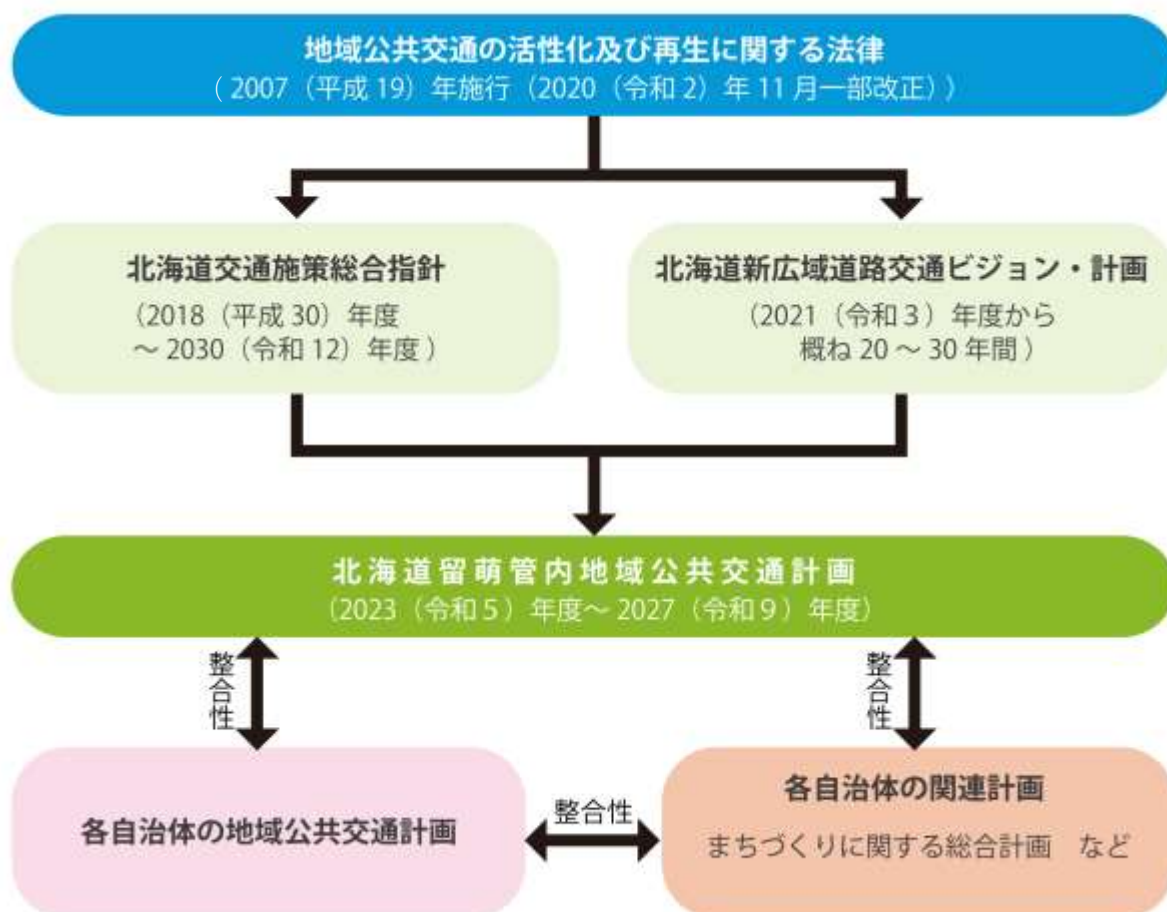 地域公共交通の活性化及び再生に関する法律
(2007(平成19)年施行(2020(令和2)年11月一部改正))
北海道交通施策総合指針
(2018(平成30)年度
～2030(令和12)年度)
北海道新広域道路交通ビジョン・計画
(2021(令和3)年度から
概ね20～30年間)
北海道留萌管内地域公共交通計画
(2023(令和5)年度～2027(令和9)年度)
整合性
整合性
各自治体の地域公共交通計画
整合性
各自治体の関連計画
まちづくりに関する総合計画 など